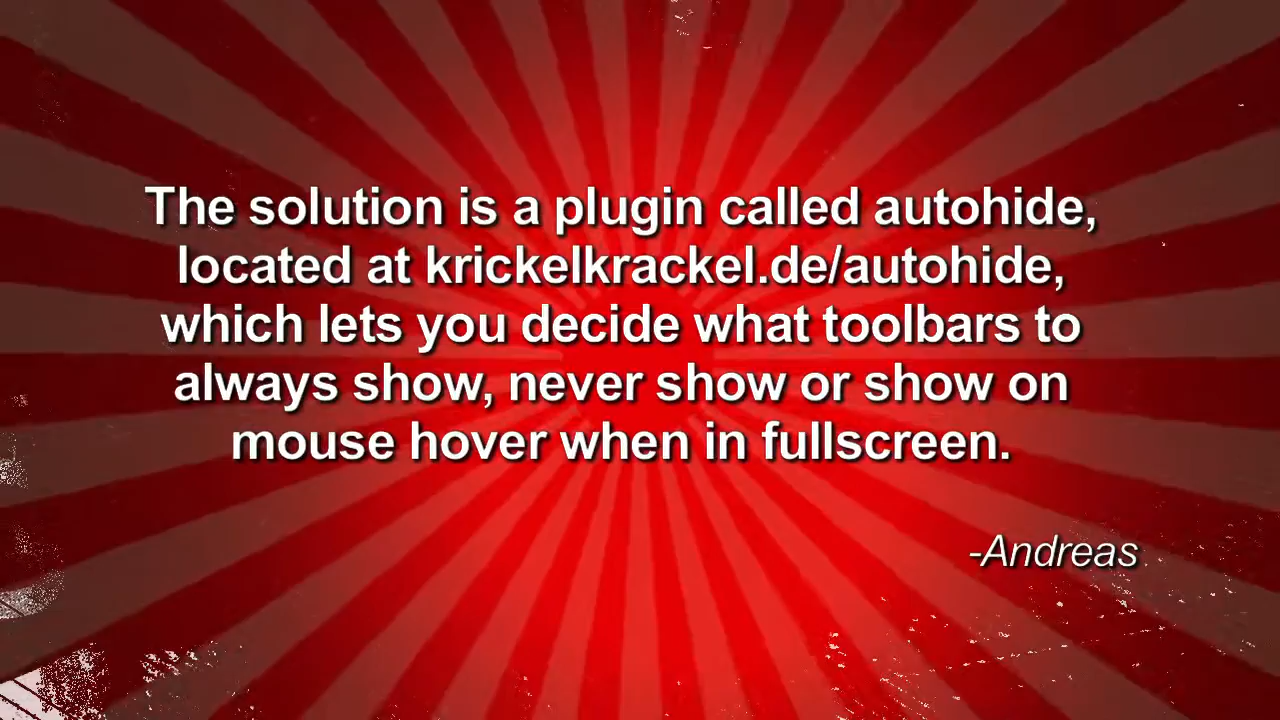 The solution is a plugin called autohide,
located at krickelkrackel.de/autohide,
which lets you decide what toolbars to
always show, never show or show on
mouse hover when in fullscreen.
-Andreas